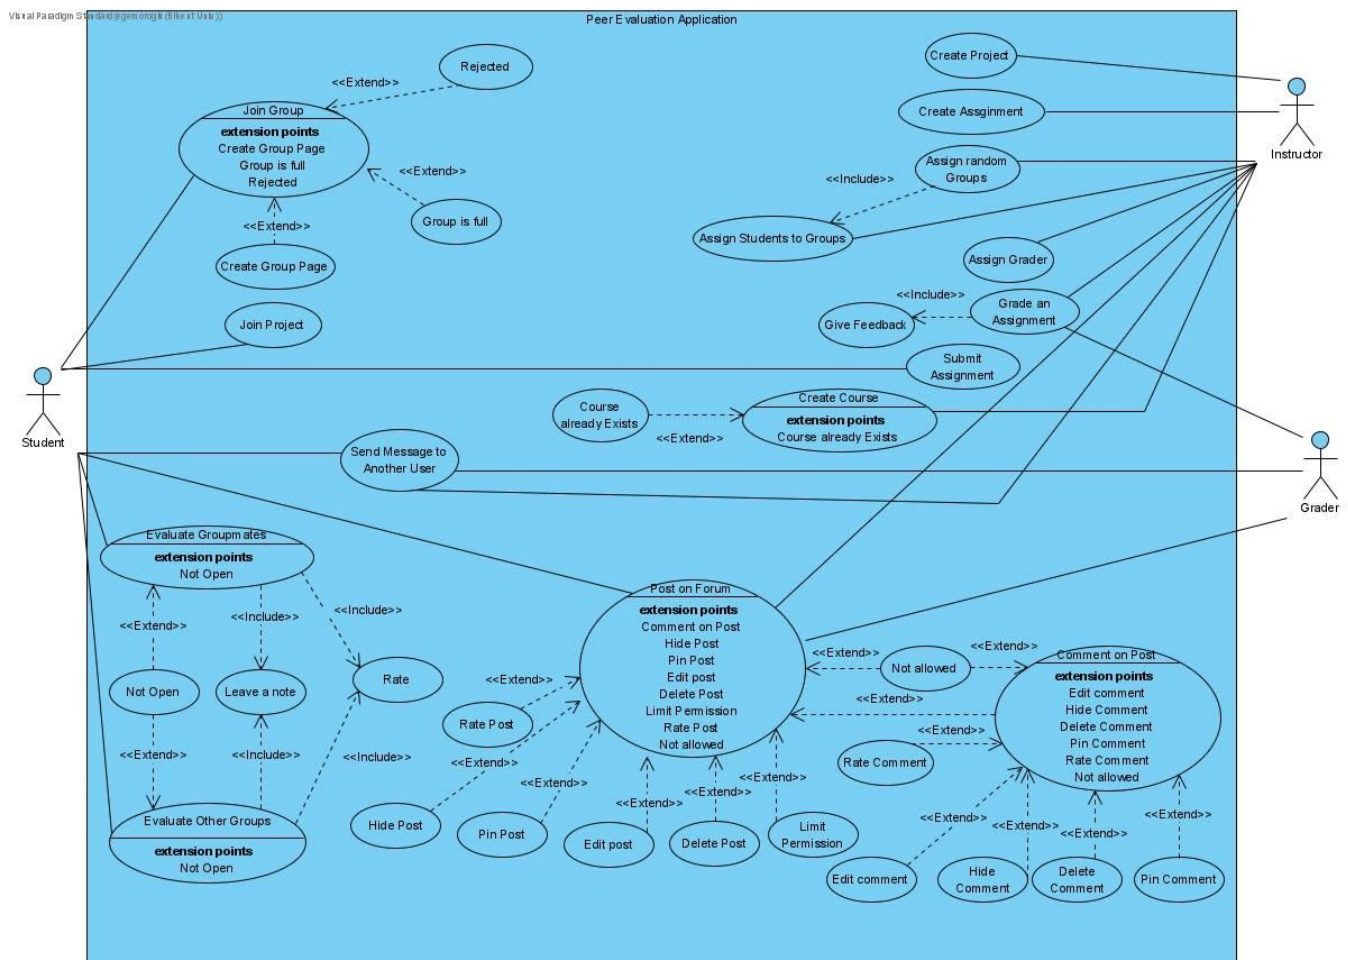 Visual Paradigm Standard(egemorogin(Bilkent Univ.))
Peer Evaluation Application
Rejected
<<Extend>>
Join Group
extension points
Create Group Page
Group is full
Rejected
<<Extend>>
Group is full
<<Extend>>
Create Group Page
Join Project
Create Project
Create Assginment
Assign random
Groups
<<Include>>
Assign Students to Groups
Assign Grader
<<Include>>
Grade an
Assignment
Give Feedback
Submit
Assignment
Instructor
Student
Grader
Course
already Exists
<<Extend>>
Create Course
extension points
Course already Exists
Send Message to
Another User
Evaluate Groupmates
extension points
Not Open
<<Extend>>
<<Include>>
<<Include>>
Not Open
Leave a note
Rate
<<Extend>>
<<Include>>
<<Include>>
Evaluate Other Groups
extension points
Not Open
Post on Forum
extension points
Comment on Post
Hide Post
Pin Post
Edit post
Delete Post
Limit Permission
Rate Post
Not allowed
<<Extend>>
Rate Post
<<Extend>>
Hide Post
<<Extend>>
Pin Post
<<Extend>>
Edit post
<<Extend>>
Delete Post
<<Extend>>
Limit
Permission
<<Extend>>
Not allowed
<<Extend>>
<<Extend>>
Comment on Post
extension points
Edit comment
Hide Comment
Delete Comment
Pin Comment
Rate Comment
Not allowed
<<Extend>>
Rate Comment
<<Extend>>
Edit comment
<<Extend>>
Hide
Comment
<<Extend>>
Delete
Comment
<<Extend>>
Pin Comment